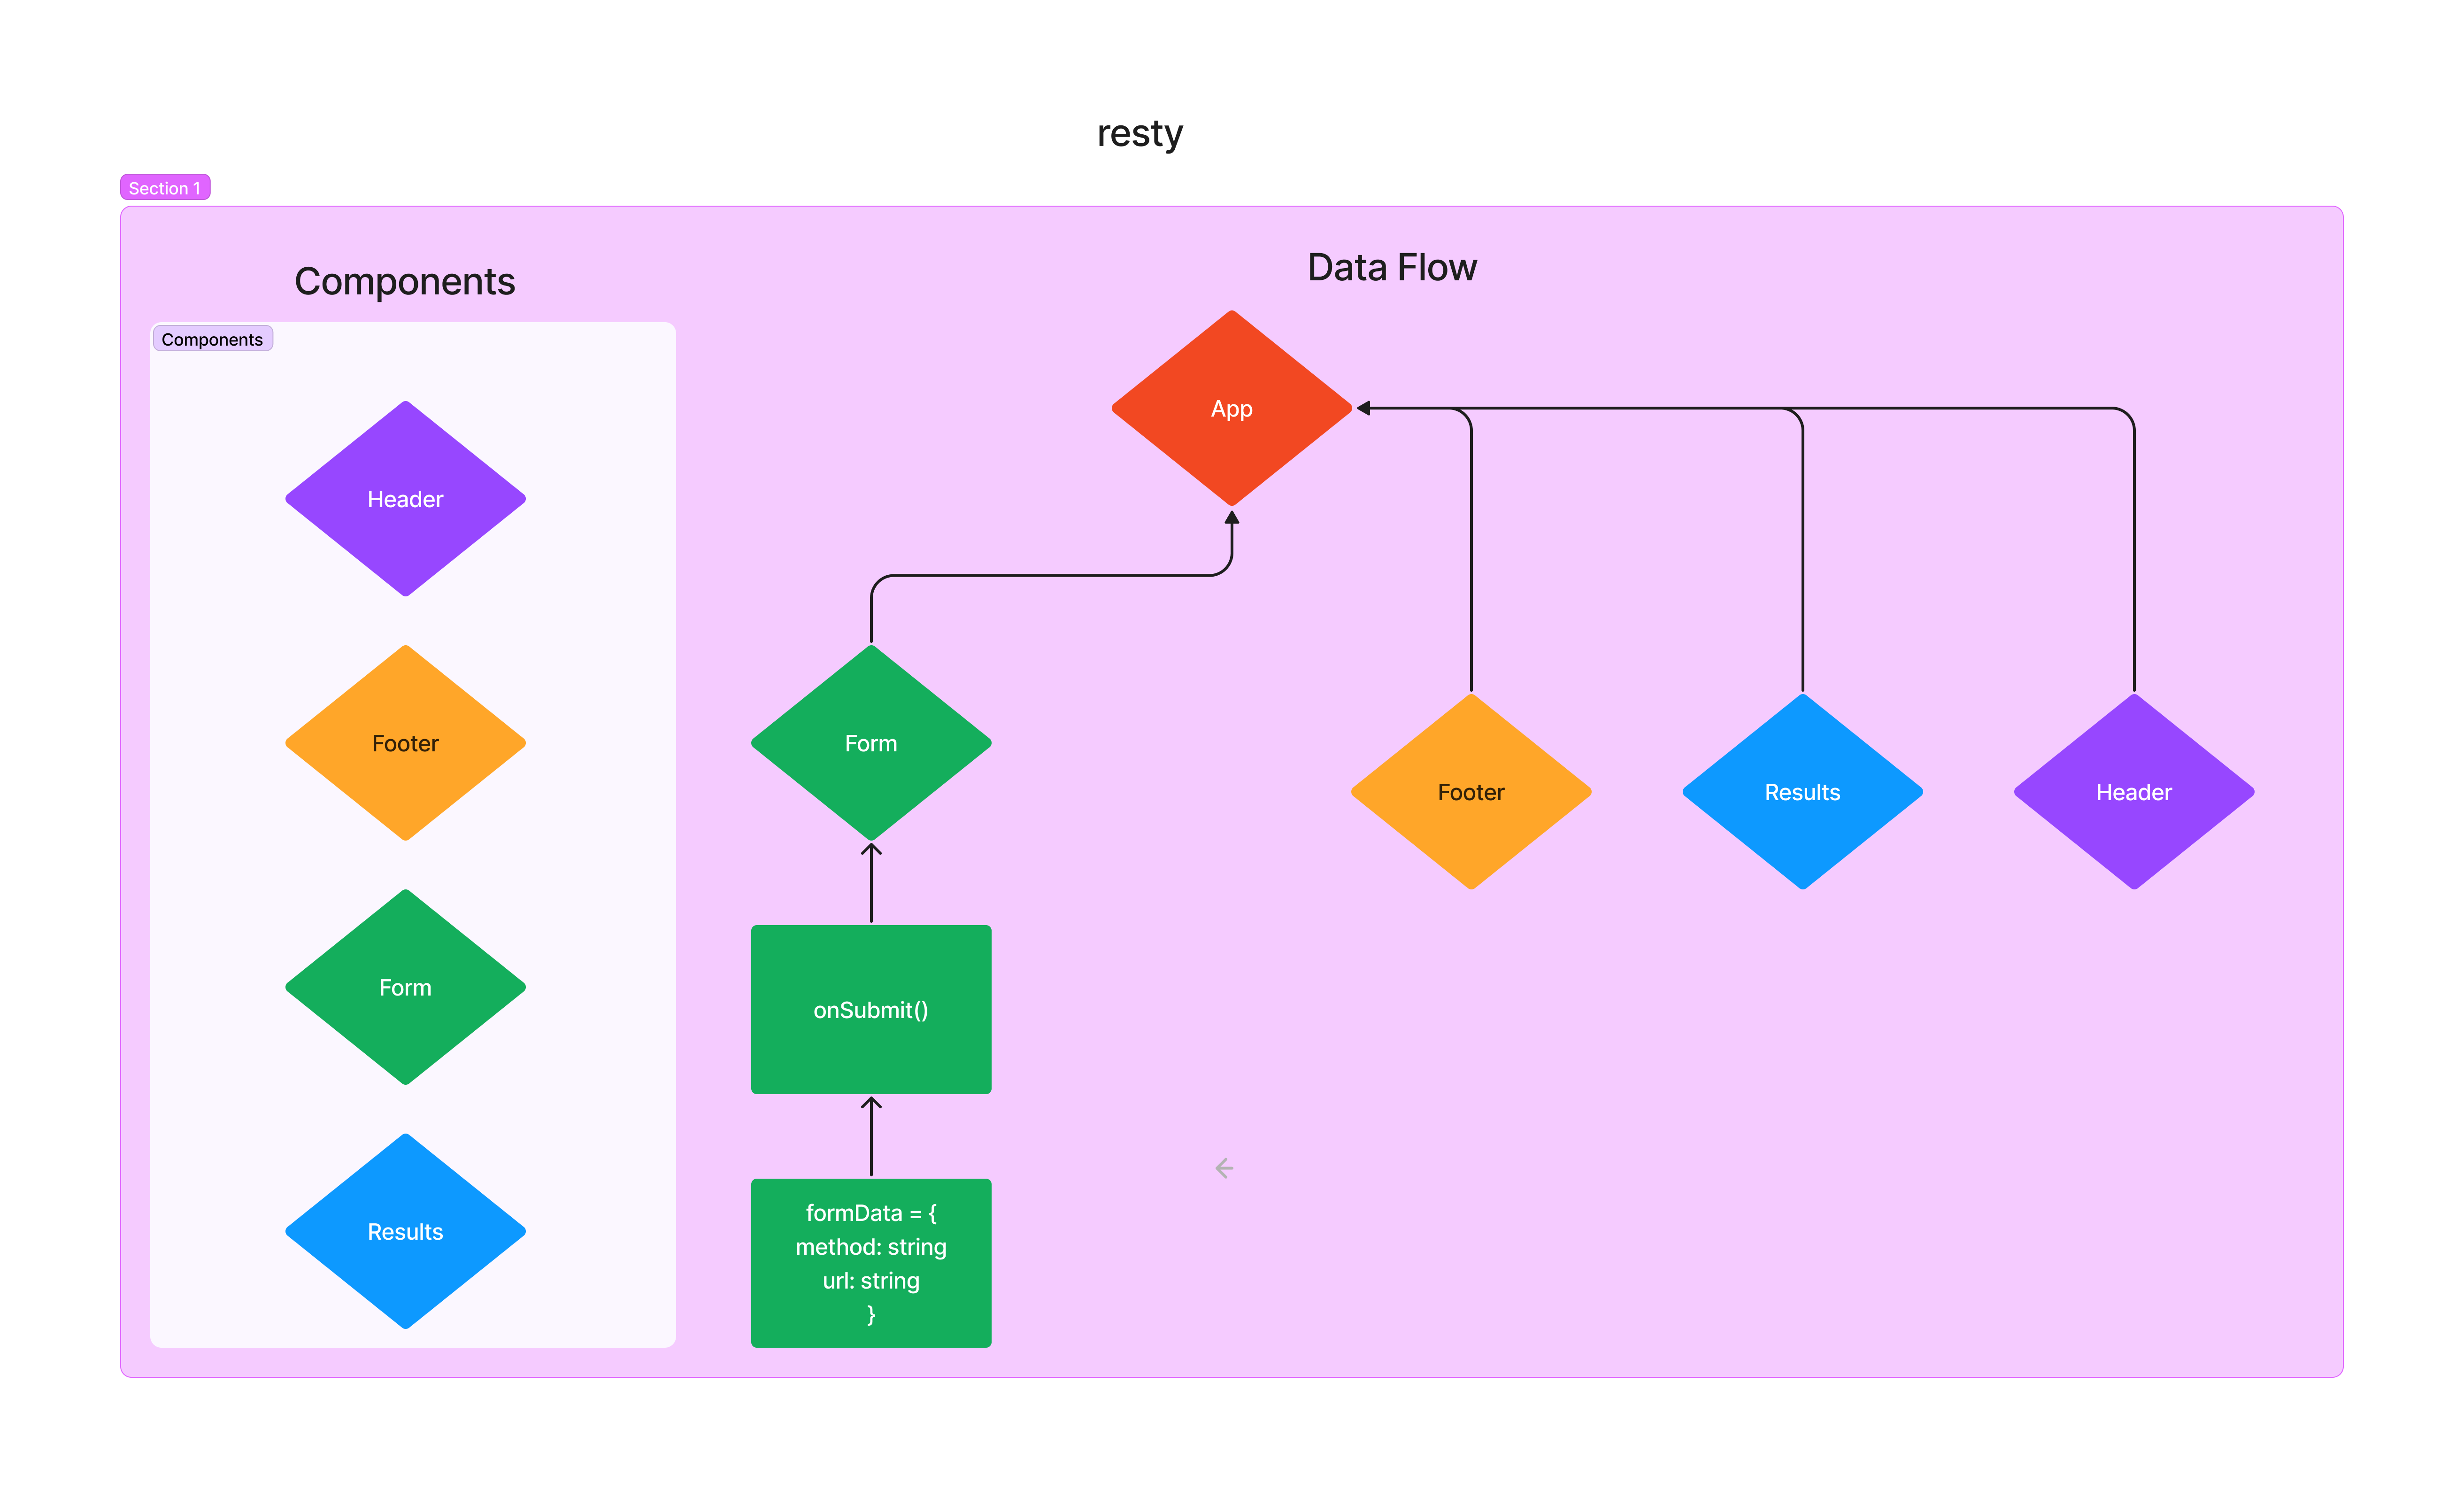 resty
Section 1
Components
Components
Header
Footer
Form
Results
Data Flow
App
Form
Footer
Results
Header
onSubmit()
formData = {
method: string
url: string
}